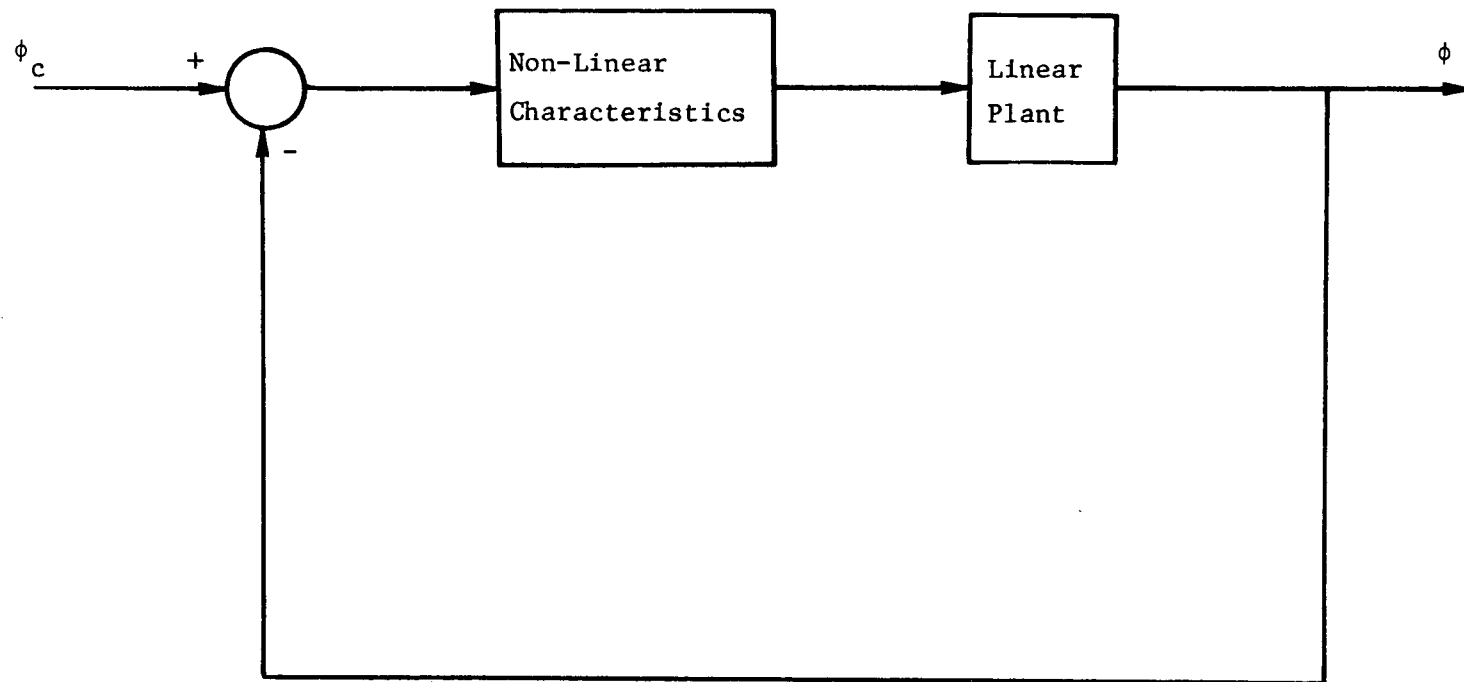 ϕc
+
-
Non-Linear
Characteristics
Linear
Plant
ϕ